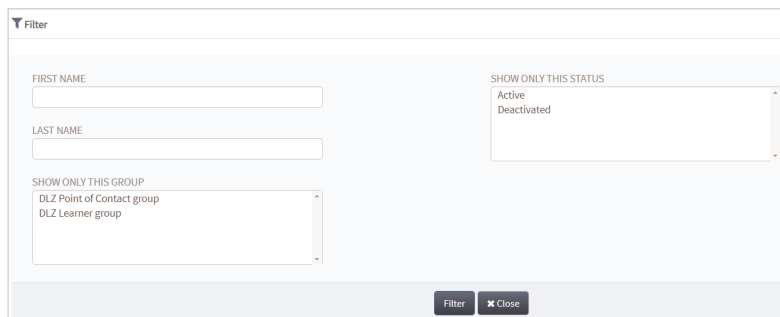 Filter
FIRST NAME
LAST NAME
SHOW ONLY THIS GROUP
DLZ Point of Contact group
DLZ Learner group
SHOW ONLY THIS STATUS
Active
Deactivated
Filter
Close